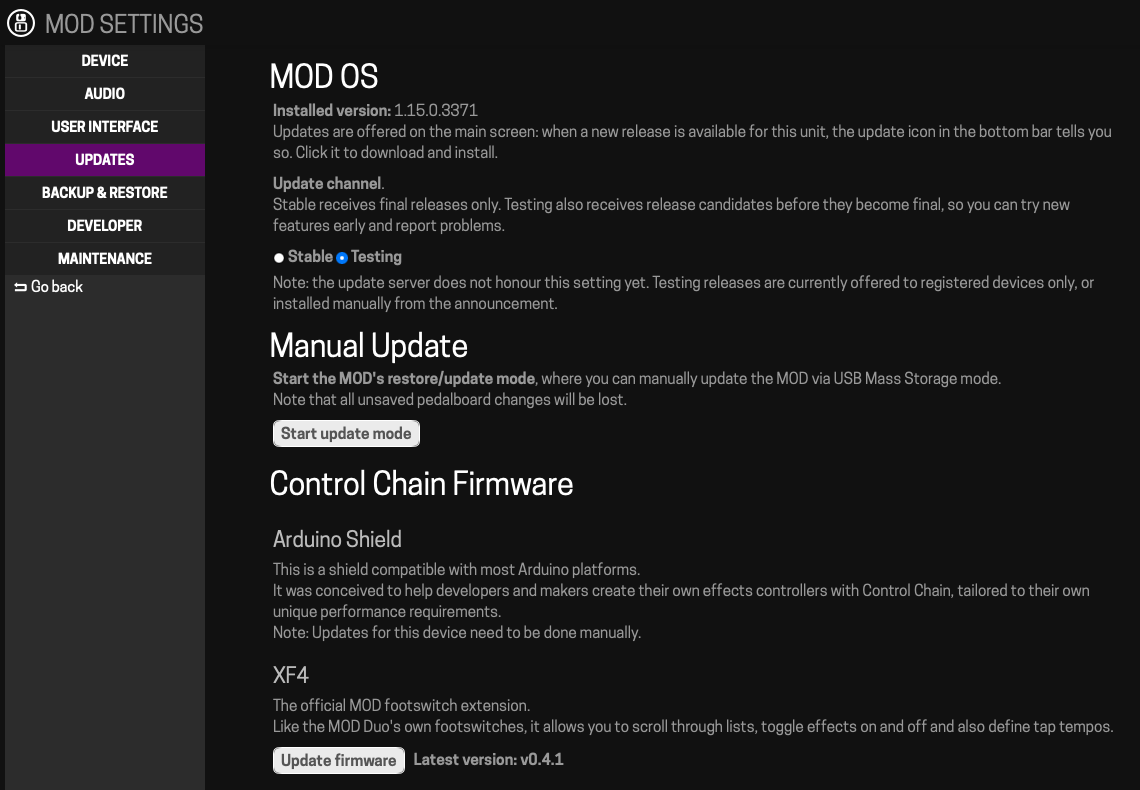 MOD SETTINGS
DEVICE
AUDIO
USER INTERFACE
UPDATES
BACKUP & RESTORE
DEVELOPER
MAINTENANCE
Go back
MOD OS
Installed version: 1.15.0.3371
Updates are offered on the main screen: when a new release is available for this unit, the update icon in the bottom bar tells you
so. Click it to download and install.
Update channel.
Stable receives final releases only. Testing also receives release candidates before they become final, so you can try new
features early and report problems.
Stable Testing
Note: the update server does not honour this setting yet. Testing releases are currently offered to registered devices only, or
installed manually from the announcement.
Manual Update
Start the MOD's restore/update mode, where you can manually update the MOD via USB Mass Storage mode.
Note that all unsaved pedalboard changes will be lost.
Start update mode
Control Chain Firmware
Arduino Shield
This is a shield compatible with most Arduino platforms.
It was conceived to help developers and makers create their own effects controllers with Control Chain, tailored to their own
unique performance requirements.
Note: Updates for this device need to be done manually.
XF4
The official MOD footswitch extension.
Like the MOD Duo's own footswitches, it allows you to scroll through lists, toggle effects on and off and also define tap tempos.
Update firmware Latest version: v0.4.1